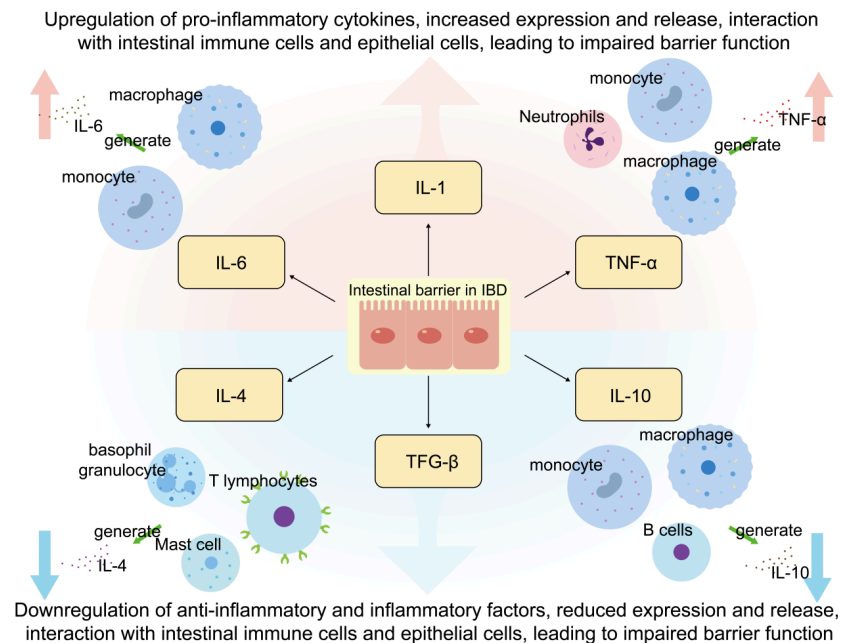 Upregulation of pro-inflammatory cytokines, increased expression and release, interaction
with intestinal immune cells and epithelial cells, leading to impaired barrier function
macrophage
IL-6
generate
monocyte
monocyte
Neutrophils
TNF-α
generate
macrophage
IL-1
IL-6
TNF-α
Intestinal barrier in IBD
IL-4
IL-10
TFG-β
basophil
granulocyte
T lymphocytes
generate
Mast cell
IL-4
macrophage
monocyte
B cells
generate
IL-10
Downregulation of anti-inflammatory and inflammatory factors, reduced expression and release,
interaction with intestinal immune cells and epithelial cells, leading to impaired barrier function